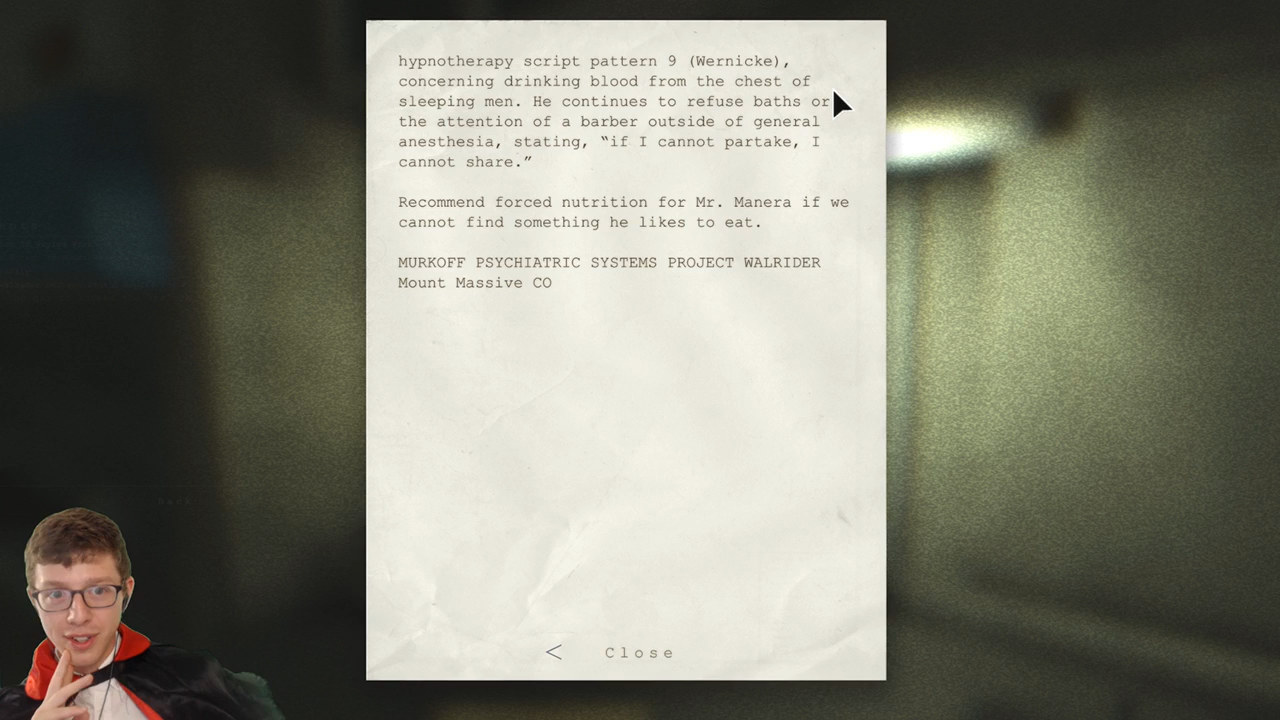 hypnotherapy script pattern 9 (Wernicke),
concerning drinking blood from the chest of
sleeping men. He continues to refuse baths or
the attention of a barber outside of general
anesthesia, stating, “if I cannot partake, I
cannot share.”
Recommend forced nutrition for Mr. Manera if we
cannot find something he likes to eat.
MURKOFF PSYCHIATRIC SYSTEMS PROJECT WALRIDER
Mount Massive CO
< Close